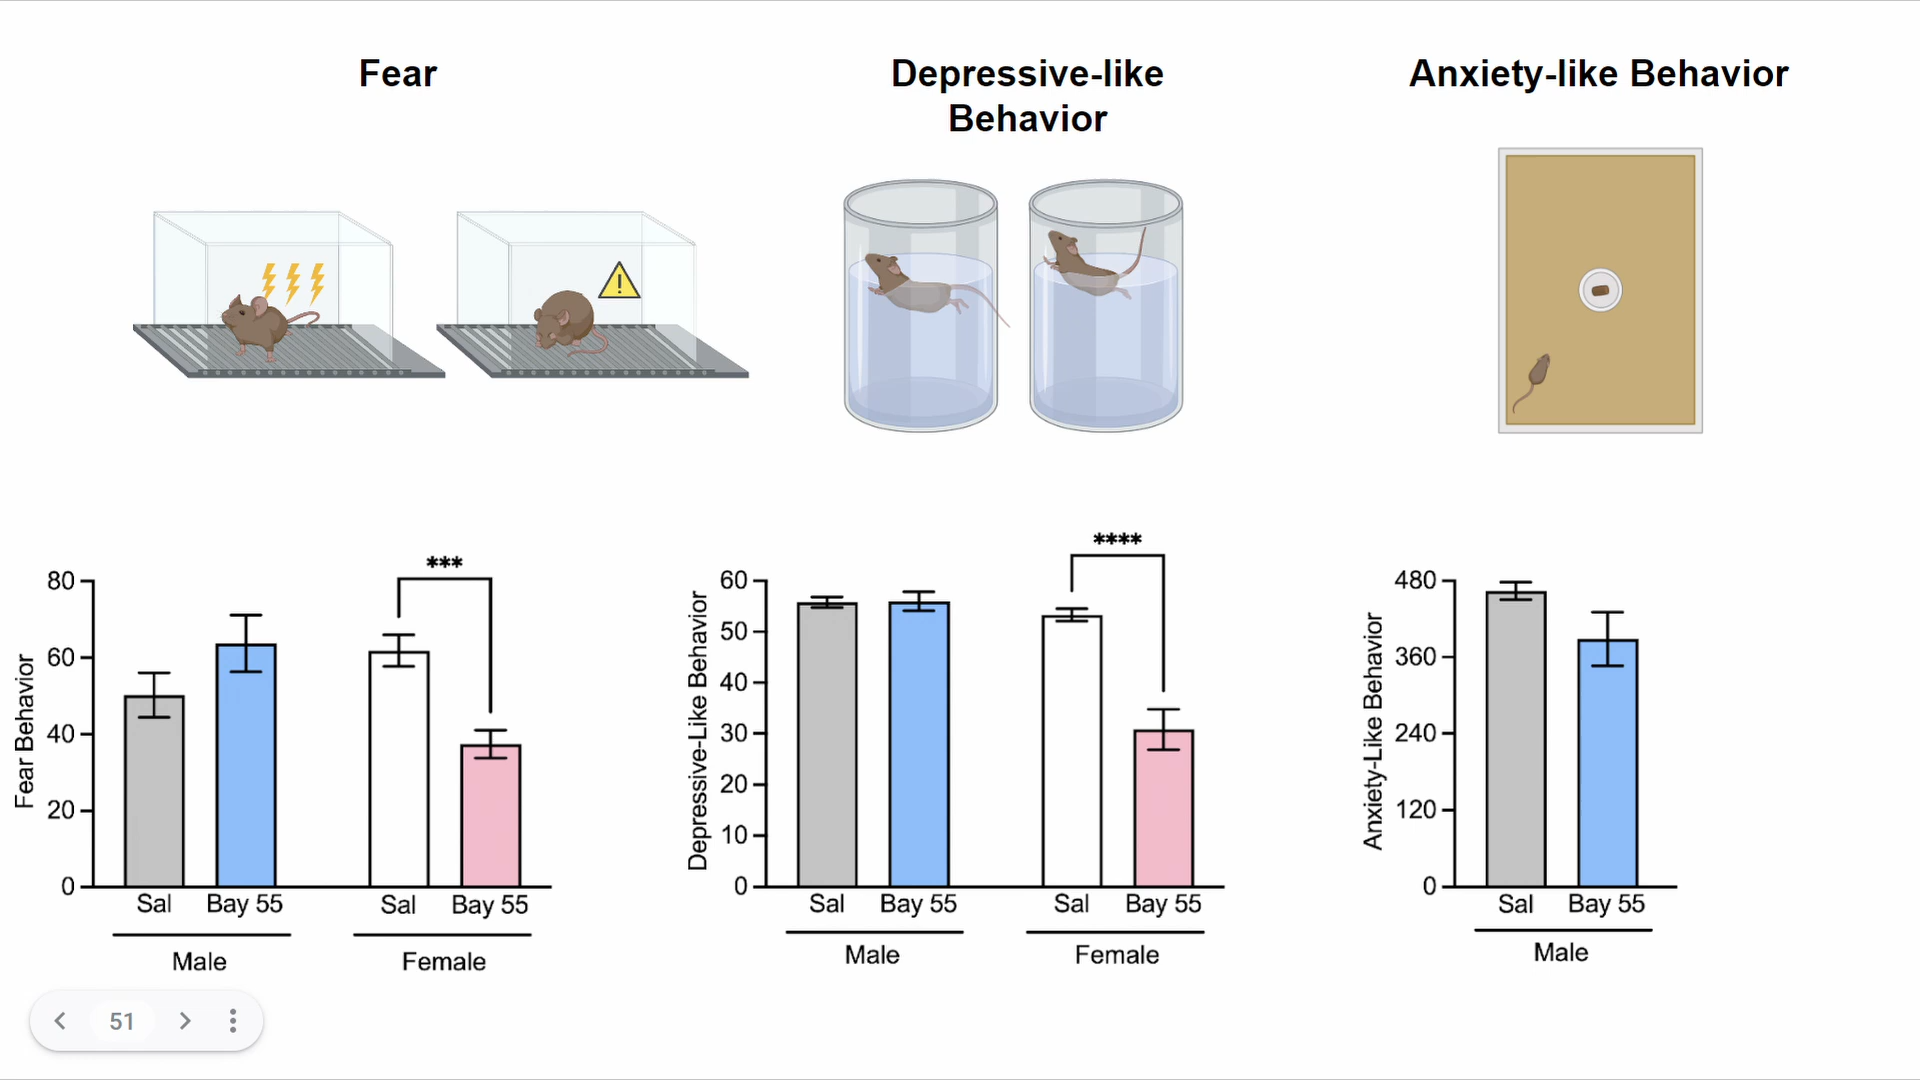 Fear
Depressive-like
Behavior
Anxiety-like Behavior
***
80
60
40
20
0
Fear Behavior
Sal
Bay 55
Sal
Bay 55
Male
Female
****
60
50
40
30
20
10
0
Depressive-Like Behavior
Sal
Bay 55
Sal
Bay 55
Male
Female
480
360
240
120
0
Anxiety-Like Behavior
Sal
Bay 55
Male
51